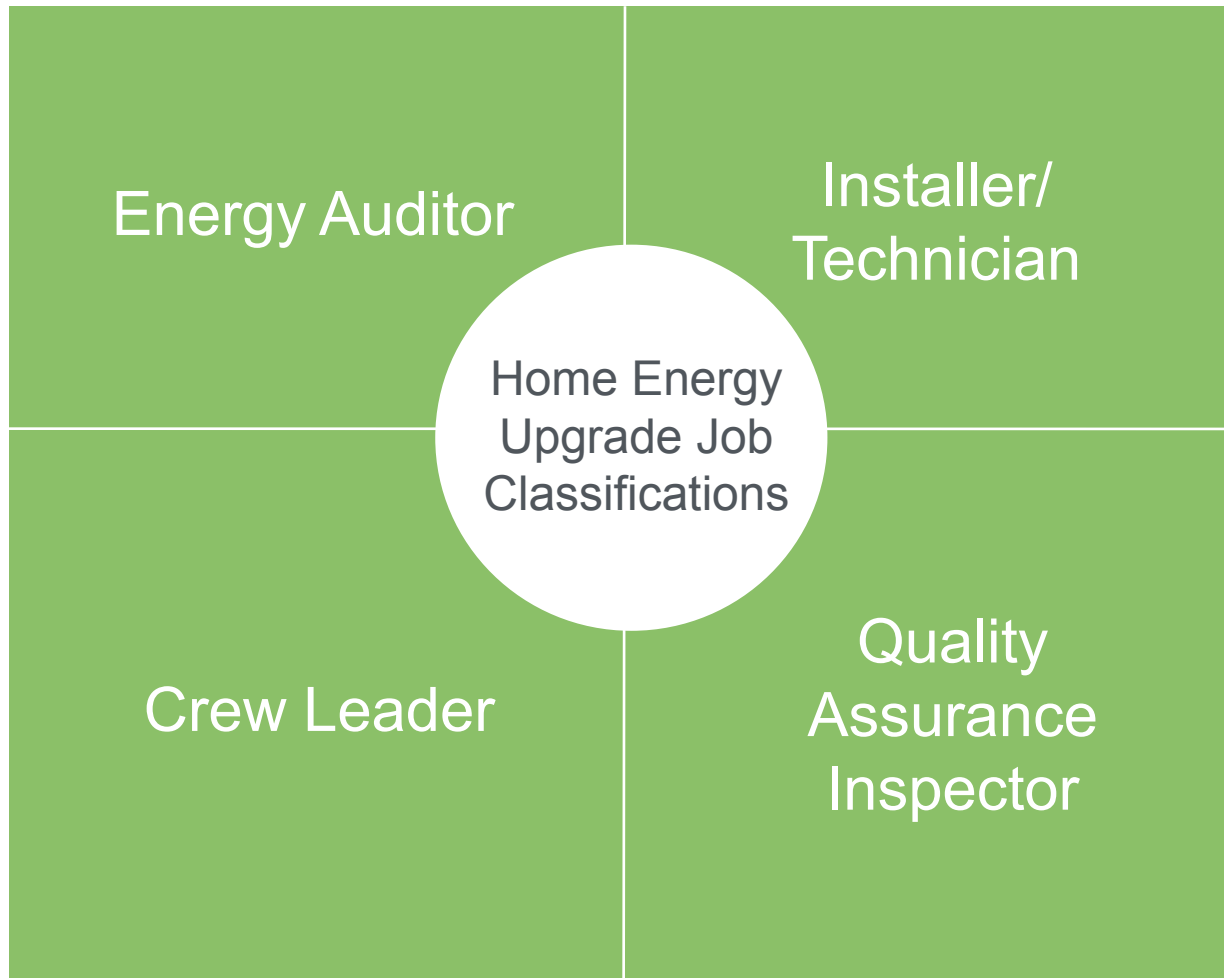 Energy Auditor
Installer/
Technician
Home Energy
Upgrade Job
Classifications
Crew Leader
Quality
Assurance
Inspector